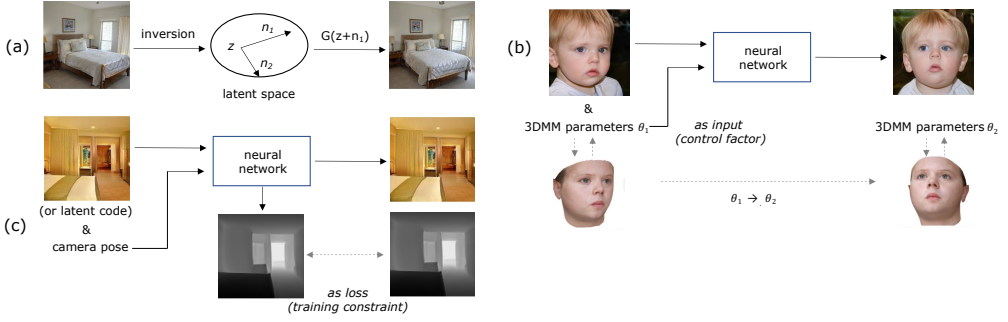 (a)
inversion
n₁
z
n₂
latent space
G(z+n₁)
(b)
neural
network
&
3DMM parameters θ₁
as input
(control factor)
3DMM parameters θ₂
θ₁ → θ₂
(c)
neural
network
(or latent code)
&
camera pose
as loss
(training constraint)